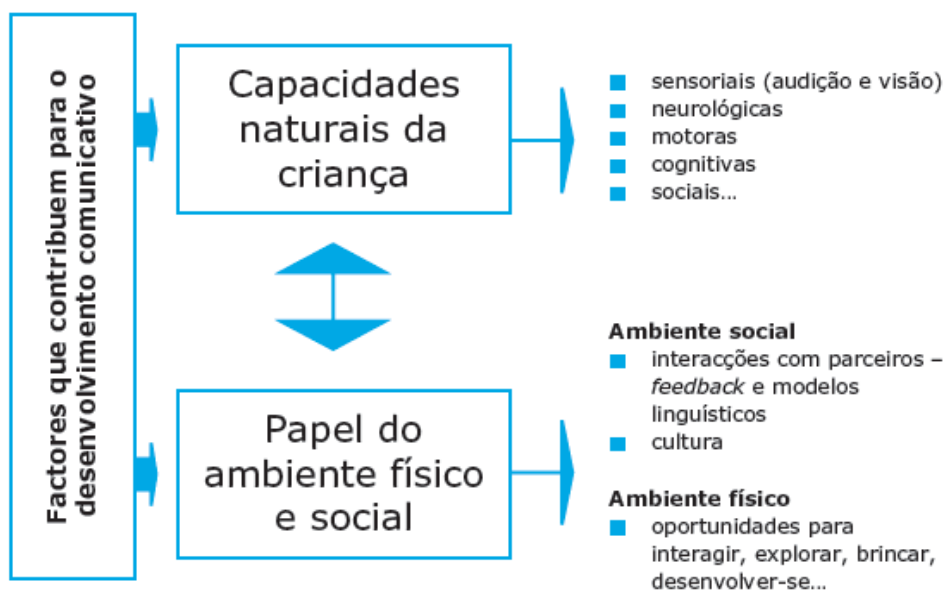 Factores que contribuem para o
desenvolvimento comunicativo
Capacidades
naturais da
criança
sensoriais (audição e visão)
neurológicas
motoras
cognitivas
sociais...
Papel do
ambiente físico
e social
Ambiente social
interacções com parceiros –
feedback e modelos
linguísticos
cultura
Ambiente físico
oportunidades para
interagir, explorar, brincar,
desenvolver-se...